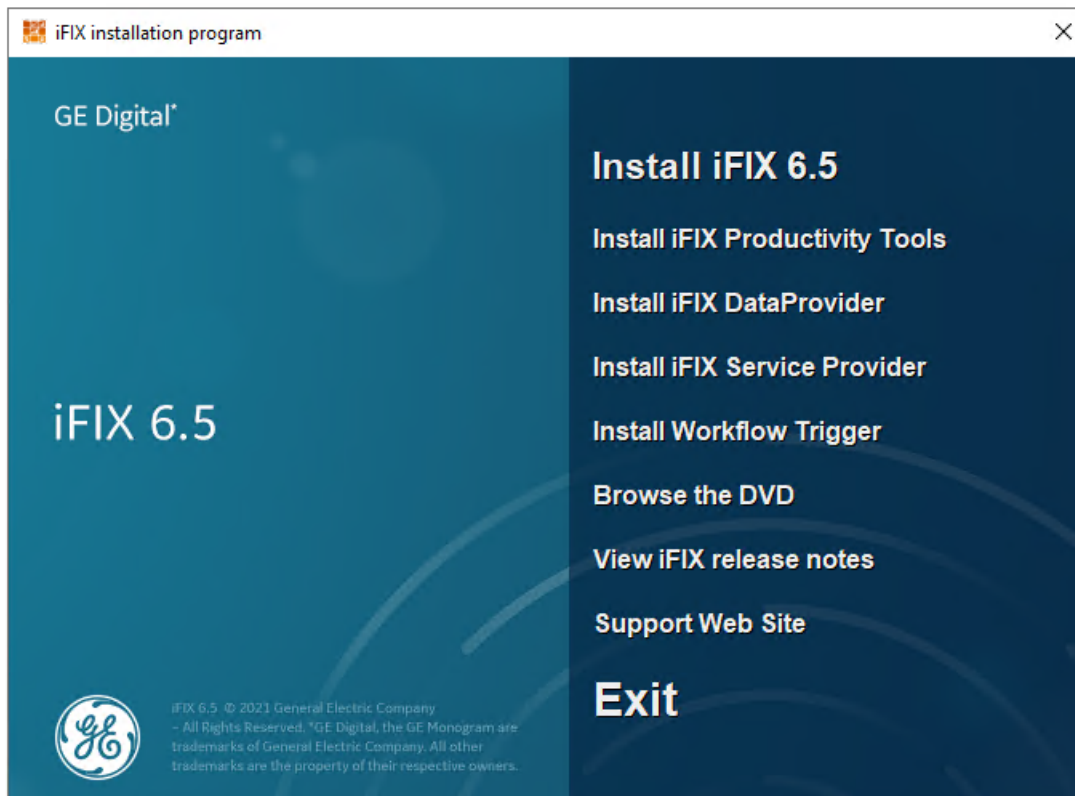 iFIX installation program
GE Digital*
Install iFIX 6.5
Install iFIX Productivity Tools
Install iFIX DataProvider
Install iFIX Service Provider
iFIX 6.5
Install Workflow Trigger
Browse the DVD
View iFIX release notes
Support Web Site
Exit
GE
iFIX 6.5 © 2021 General Electric Company
– All Rights Reserved. *GE Digital, the GE Monogram are
trademarks of General Electric Company. All other
trademarks are the property of their respective owners.